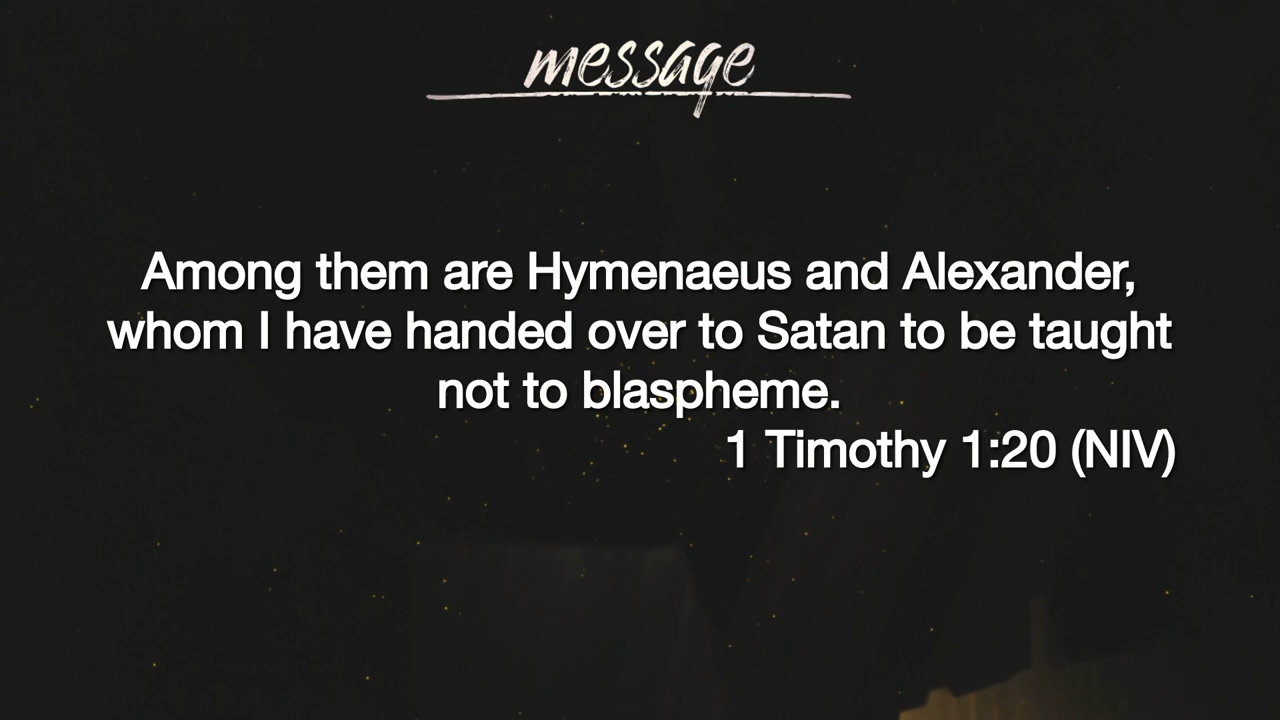 message
Among them are Hymenaeus and Alexander,
whom I have handed over to Satan to be taught
not to blaspheme.
1 Timothy 1:20 (NIV)